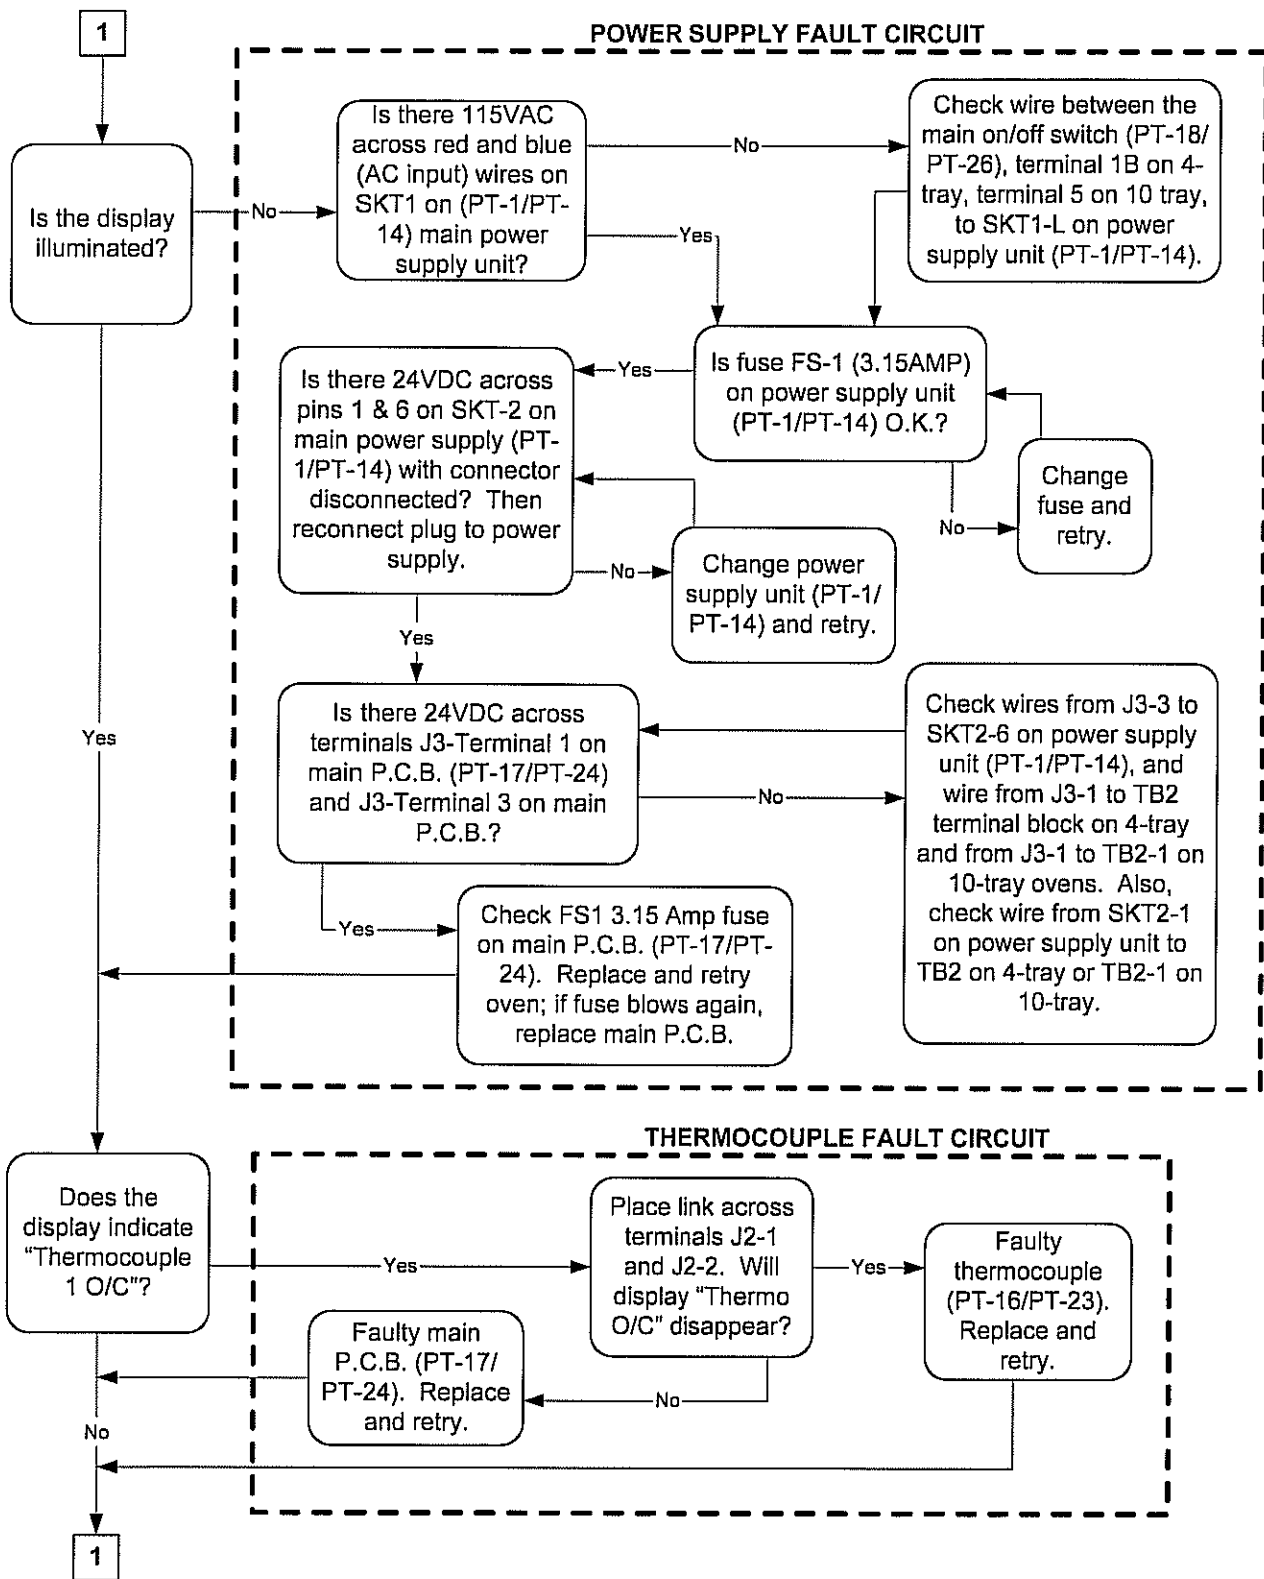 1
POWER SUPPLY FAULT CIRCUIT
Is the display
illuminated?
No
Is there 115VAC
across red and blue
(AC input) wires on
SKT1 on (PT-1/PT-
14) main power
supply unit?
No
Check wire between the
main on/off switch (PT-18/
PT-26), terminal 1B on 4-
tray, terminal 5 on 10 tray,
to SKT1-L on power
supply unit (PT-1/PT-14).
Yes
Is fuse FS-1 (3.15AMP)
on power supply unit
(PT-1/PT-14) O.K.?
Yes
No
Change
fuse and
retry.
Is there 24VDC across
pins 1 & 6 on SKT-2 on
main power supply (PT-
1/PT-14) with connector
disconnected?  Then
reconnect plug to power
supply.
No
Change power
supply unit (PT-1/
PT-14) and retry.
Yes
Is there 24VDC across
terminals J3-Terminal 1 on
main P.C.B. (PT-17/PT-24)
and J3-Terminal 3 on main
P.C.B.?
No
Check wires from J3-3 to
SKT2-6 on power supply
unit (PT-1/PT-14), and
wire from J3-1 to TB2
terminal block on 4-tray
and from J3-1 to TB2-1 on
10-tray ovens.  Also,
check wire from SKT2-1
on power supply unit to
TB2 on 4-tray or TB2-1 on
10-tray.
Yes
Check FS1 3.15 Amp fuse
on main P.C.B. (PT-17/PT-
24).  Replace and retry
oven; if fuse blows again,
replace main P.C.B.
Yes
THERMOCOUPLE FAULT CIRCUIT
Does the
display indicate
“Thermocouple
1 O/C”?
Yes
Place link across
terminals J2-1
and J2-2.  Will
display “Thermo
O/C” disappear?
Yes
Faulty
thermocouple
(PT-16/PT-23).
Replace and
retry.
No
Faulty main
P.C.B. (PT-17/
PT-24).  Replace
and retry.
No
1